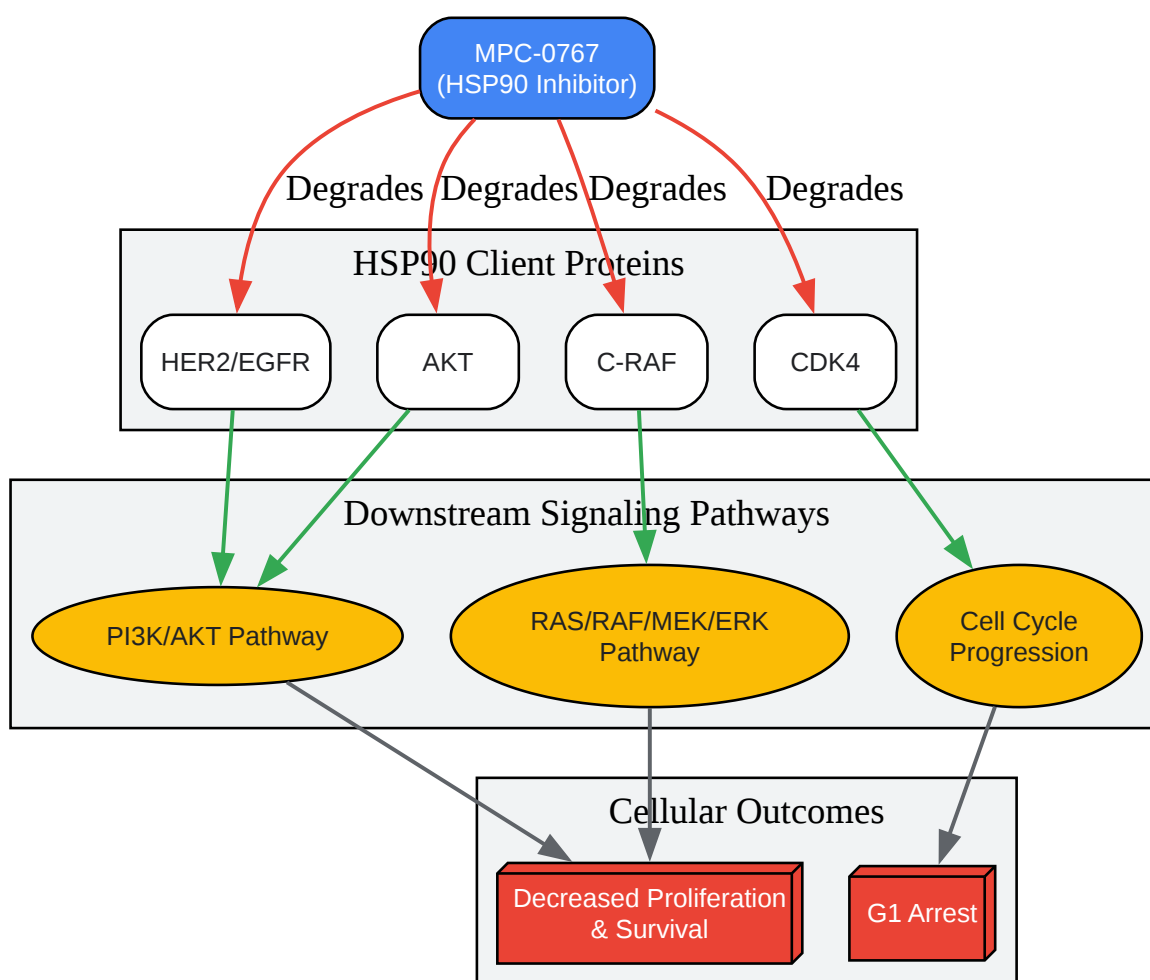 MPC-0767
(HSP90 Inhibitor)
Degrades
Degrades
Degrades
Degrades
HSP90 Client Proteins
HER2/EGFR
AKT
C-RAF
CDK4
Downstream Signaling Pathways
PI3K/AKT Pathway
RAS/RAF/MEK/ERK
Pathway
Cell Cycle
Progression
Cellular Outcomes
Decreased Proliferation
& Survival
G1 Arrest